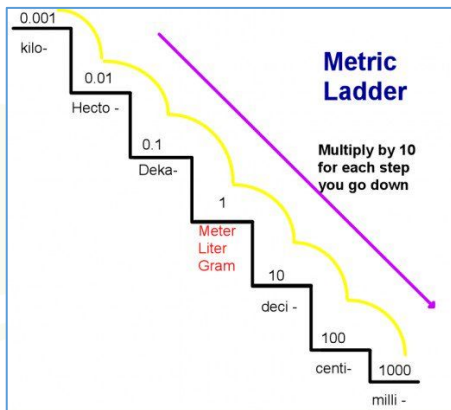 0.001
kilo-
0.01
Hecto -
0.1
Deka-
1
Meter
Liter
Gram
10
deci -
100
centi-
1000
milli -
Metric
Ladder
Multiply by 10
for each step
you go down